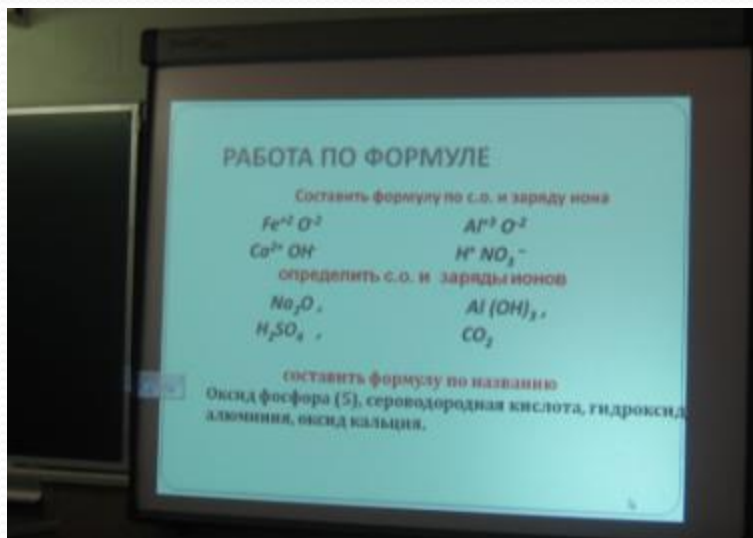 РАБОТА ПО ФОРМУЛЕ
Составить формулу по с.о. и заряду иона
Fe⁺² O⁻² Al⁺³ O⁻²
Ca²⁺ OH⁻ H⁺ NO₃⁻
определить с.о. и заряды ионов
Na₂O , Al (OH)₃ ,
H₂SO₄ , CO₂
составить формулу по названию
Оксид фосфора (5), сероводородная кислота, гидроксид
алюминия, оксид кальция.